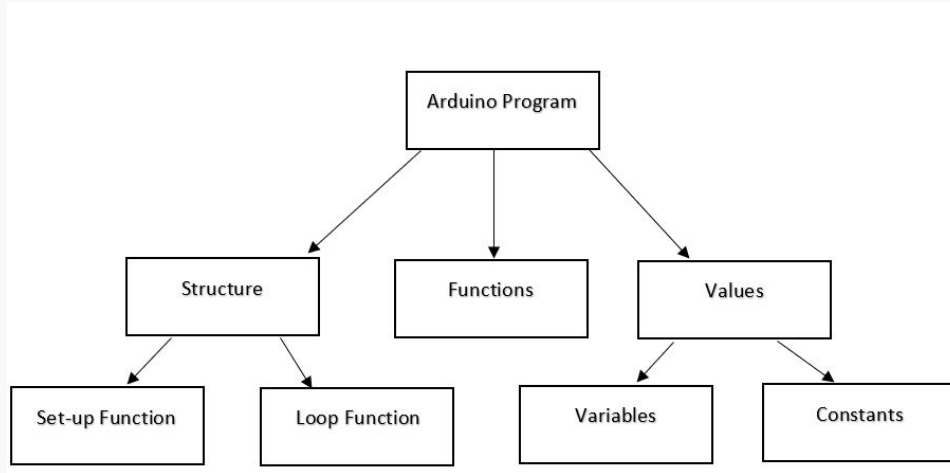 Arduino Program
Structure
Functions
Values
Set-up Function
Loop Function
Variables
Constants